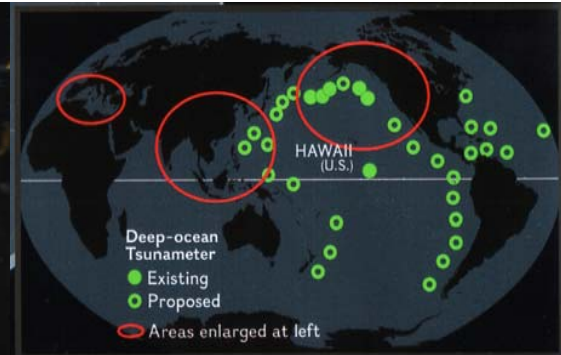 HAWAII
(U.S.)
Deep-ocean
Tsunameter
Existing
Proposed
Areas enlarged at left